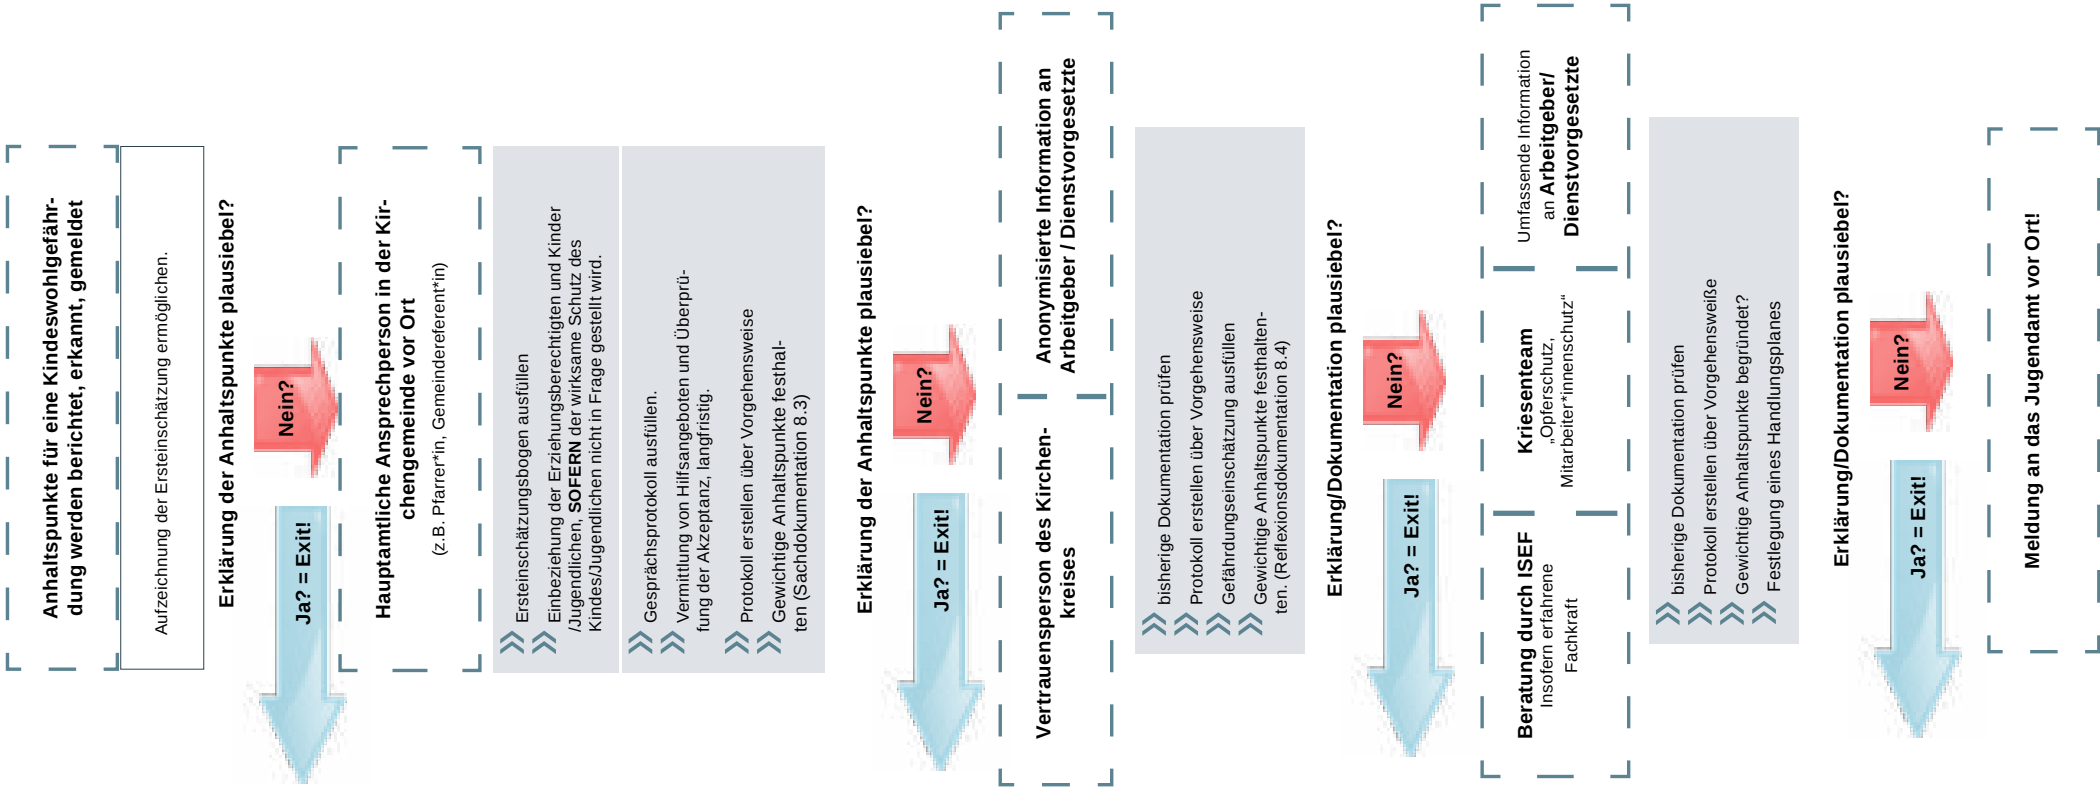 Anhaltspunkte für eine Kindeswohlgefähr-
dung werden berichtet, erkannt, gemeldet
Aufzeichnung der Ersteinschätzung ermöglichen.
Erklärung der Anhaltspunkte plausiebel?
Ja? = Exit!
Nein?
Hauptamtliche Ansprechperson in der Kir-
chengemeinde vor Ort
(z.B. Pfarrer*in, Gemeindereferent*in)
Ersteinschätzungsbogen ausfüllen
Einbeziehung der Erziehungsberechtigten und Kinder
/Jugendlichen, SOFERN der wirksame Schutz des
Kindes/Jugendlichen nicht in Frage gestellt wird.
Gesprächsprotokoll ausfüllen.
Vermittlung von Hilfsangeboten und Überprü-
fung der Akzeptanz, langfristig.
Protokoll erstellen über Vorgehensweise
Gewichtige Anhaltspunkte festhal-
ten (Sachdokumentation 8.3)
Erklärung der Anhaltspunkte plausiebel?
Ja? = Exit!
Nein?
Vertrauensperson des Kirchen-
kreises
Anonymisierte Information an
Arbeitgeber / Dienstvorgesetzte
bisherige Dokumentation prüfen
Protokoll erstellen über Vorgehensweise
Gefährdungseinschätzung ausfüllen
Gewichtige Anhaltspunkte festhalten-
ten. (Reflexionsdokumentation 8.4)
Erklärung/Dokumentation plausiebel?
Ja? = Exit!
Nein?
Beratung durch ISEF
Insofern erfahrene
Fachkraft
Kriesenteam
„Opferschutz,
Mitarbeiter*innenschutz“
Umfassende Information
an Arbeitgeber/
Dienstvorgesetzte
bisherige Dokumentation prüfen
Protokoll erstellen über Vorgehensweiße
Gewichtige Anhaltspunkte begründet?
Festlegung eines Handlungsplanes
Erklärung/Dokumentation plausiebel?
Ja? = Exit!
Nein?
Meldung an das Jugendamt vor Ort!